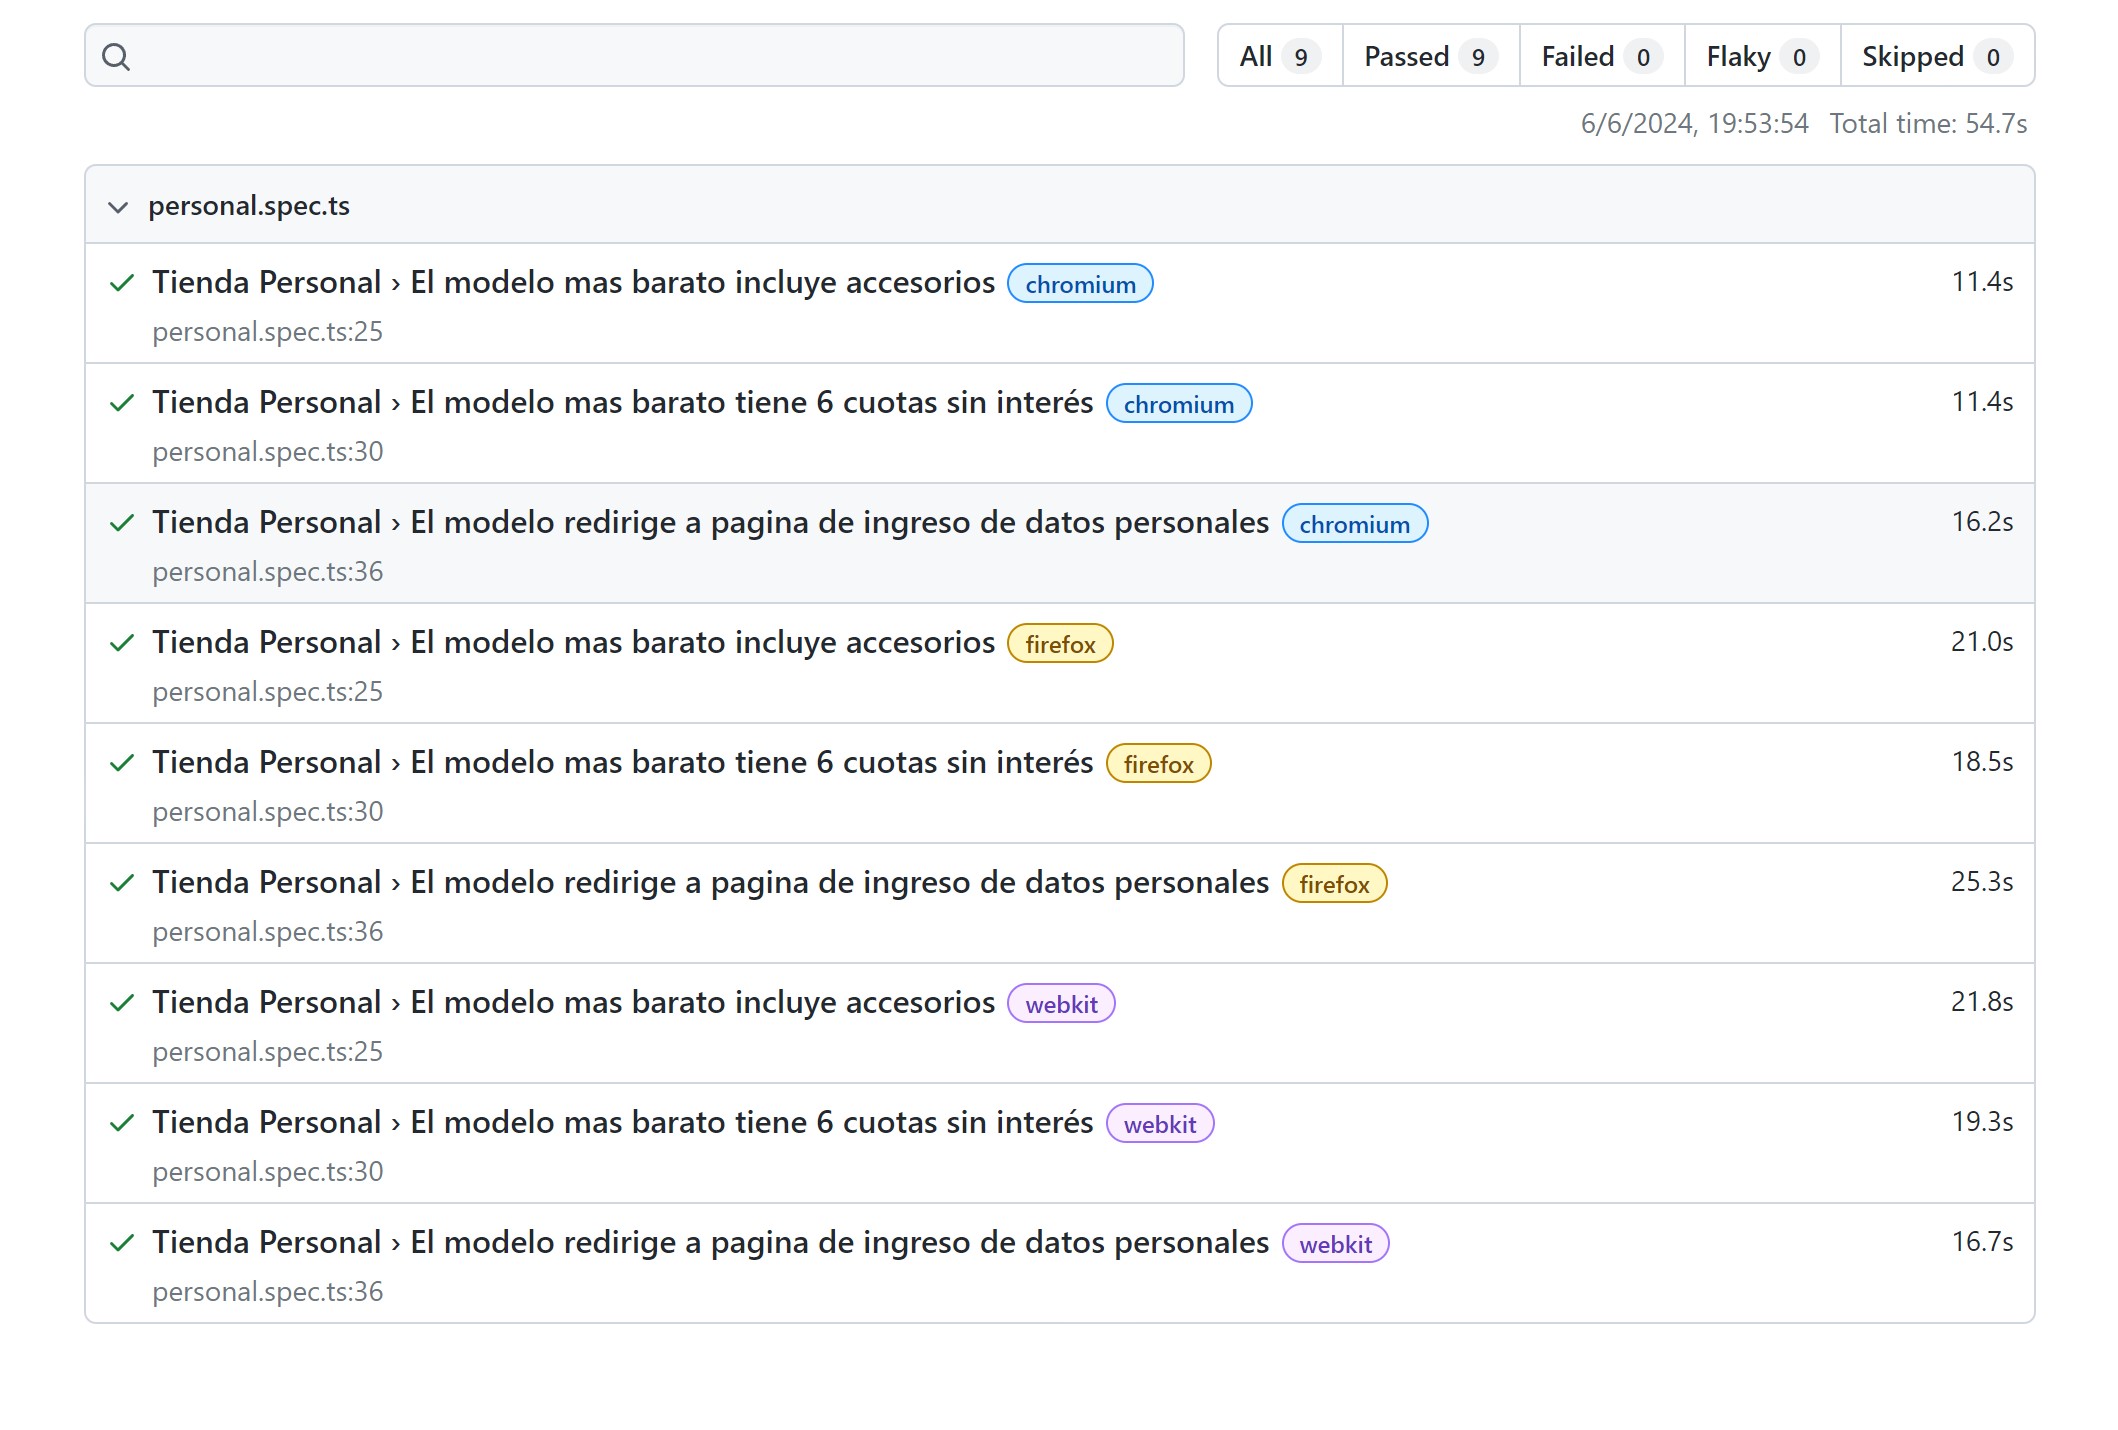 All 9 Passed 9 Failed 0 Flaky 0 Skipped 0
6/6/2024, 19:53:54 Total time: 54.7s
personal.spec.ts
Tienda Personal › El modelo mas barato incluye accesorios chromium 11.4s
personal.spec.ts:25
Tienda Personal › El modelo mas barato tiene 6 cuotas sin interés chromium 11.4s
personal.spec.ts:30
Tienda Personal › El modelo redirige a pagina de ingreso de datos personales chromium 16.2s
personal.spec.ts:36
Tienda Personal › El modelo mas barato incluye accesorios firefox 21.0s
personal.spec.ts:25
Tienda Personal › El modelo mas barato tiene 6 cuotas sin interés firefox 18.5s
personal.spec.ts:30
Tienda Personal › El modelo redirige a pagina de ingreso de datos personales firefox 25.3s
personal.spec.ts:36
Tienda Personal › El modelo mas barato incluye accesorios webkit 21.8s
personal.spec.ts:25
Tienda Personal › El modelo mas barato tiene 6 cuotas sin interés webkit 19.3s
personal.spec.ts:30
Tienda Personal › El modelo redirige a pagina de ingreso de datos personales webkit 16.7s
personal.spec.ts:36